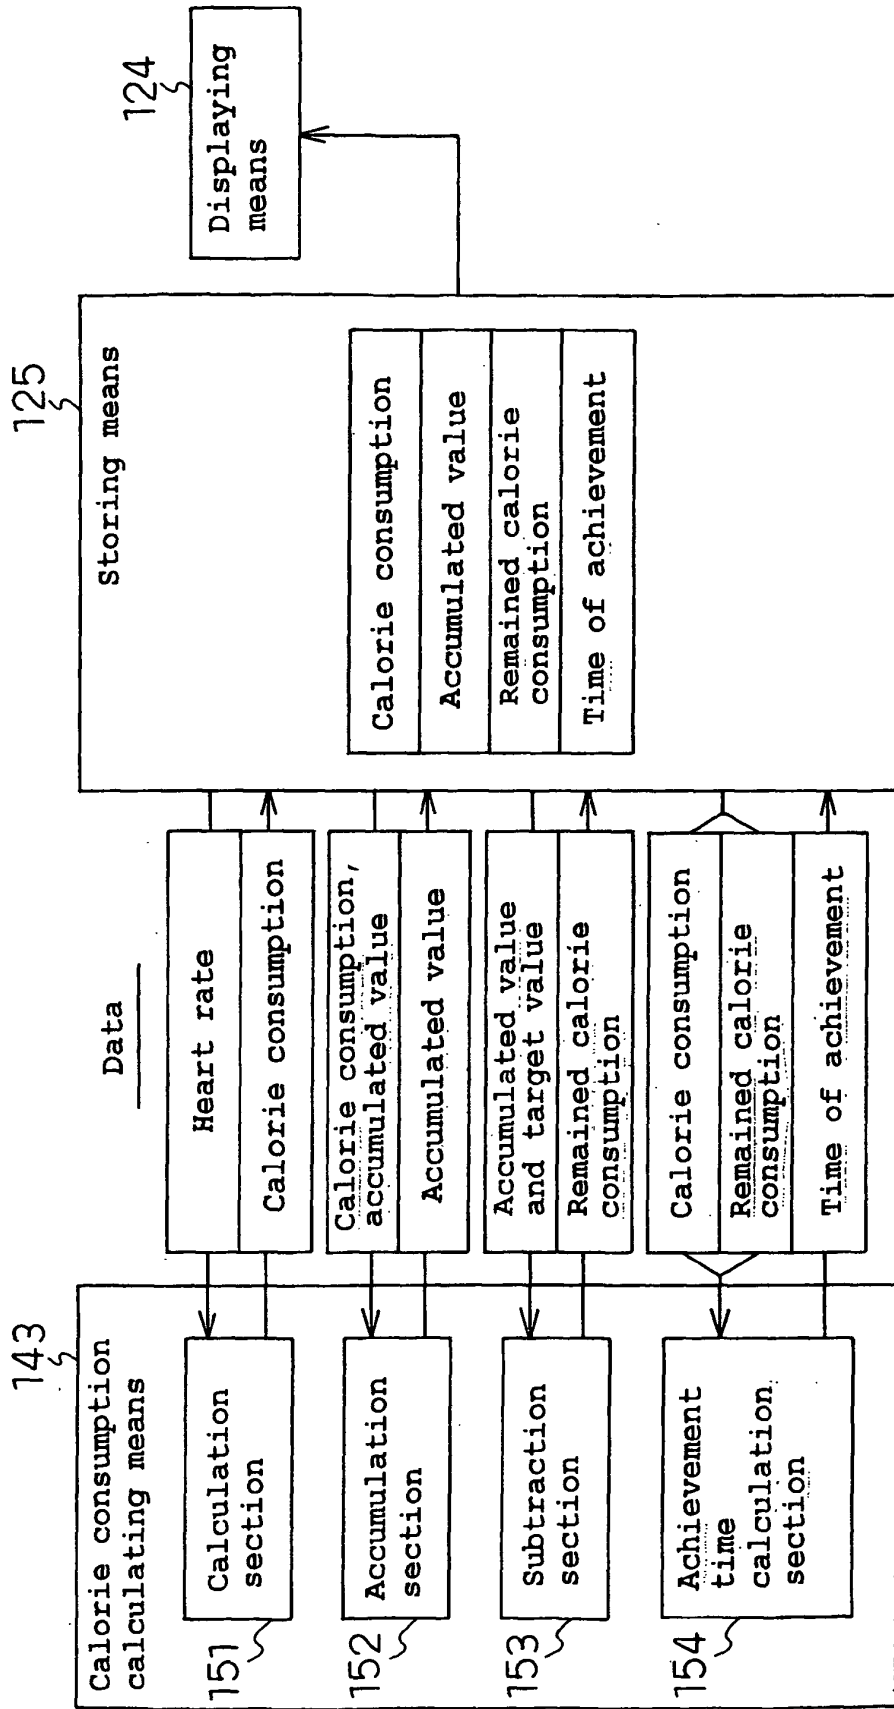 143
Calorie consumption
calculating means
151
Calculation
section
152
Accumulation
section
153
Subtraction
section
154
Achievement
time
calculation
section
Data
Heart rate
Calorie consumption
Calorie consumption,
accumulated value
Accumulated value
Accumulated value
and target value
Remained calorie
consumption
Calorie consumption
Remained calorie
consumption
Time of achievement
125
Storing means
Calorie consumption
Accumulated value
Remained calorie
consumption
Time of achievement
124
Displaying
means